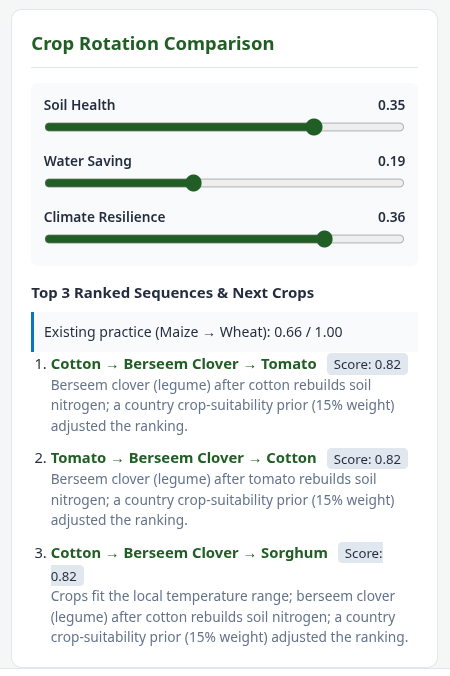 Crop Rotation Comparison
Soil Health 0.35
Water Saving 0.19
Climate Resilience 0.36
Top 3 Ranked Sequences & Next Crops
Existing practice (Maize → Wheat): 0.66 / 1.00
1. Cotton → Berseem Clover → Tomato Score: 0.82
Berseem clover (legume) after cotton rebuilds soil
nitrogen; a country crop-suitability prior (15% weight)
adjusted the ranking.
2. Tomato → Berseem Clover → Cotton Score: 0.82
Berseem clover (legume) after tomato rebuilds soil
nitrogen; a country crop-suitability prior (15% weight)
adjusted the ranking.
3. Cotton → Berseem Clover → Sorghum Score:
0.82
Crops fit the local temperature range; berseem clover
(legume) after cotton rebuilds soil nitrogen; a country
crop-suitability prior (15% weight) adjusted the ranking.